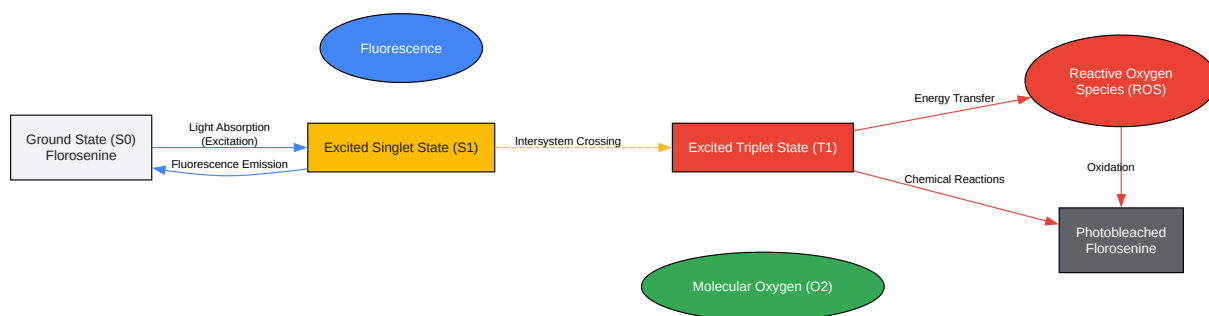 Fluorescence
Reactive Oxygen
Species (ROS)
Energy Transfer
Light Absorption
(Excitation)
Ground State (S0)
Florosenine
Excited Singlet State (S1)
Intersystem Crossing
Excited Triplet State (T1)
Fluorescence Emission
Oxidation
Chemical Reactions
Photobleached
Florosenine
Molecular Oxygen (O2)